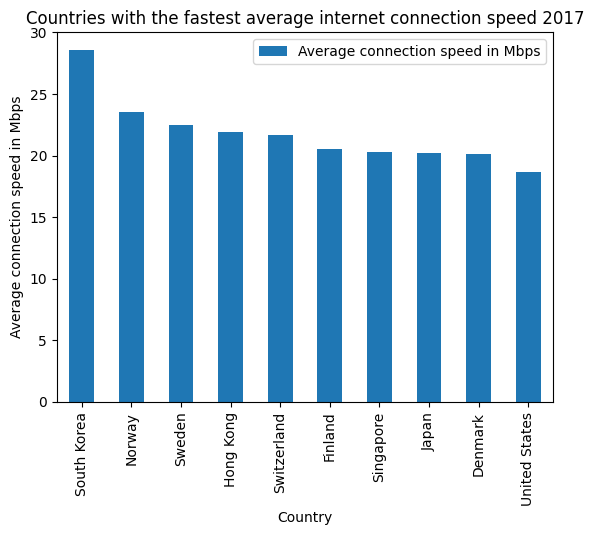 Countries with the fastest average internet connection speed 2017
Average connection speed in Mbps
Average connection speed in Mbps
30
25
20
15
10
5
0
South Korea
Norway
Sweden
Hong Kong
Switzerland
Finland
Singapore
Japan
Denmark
United States
Country